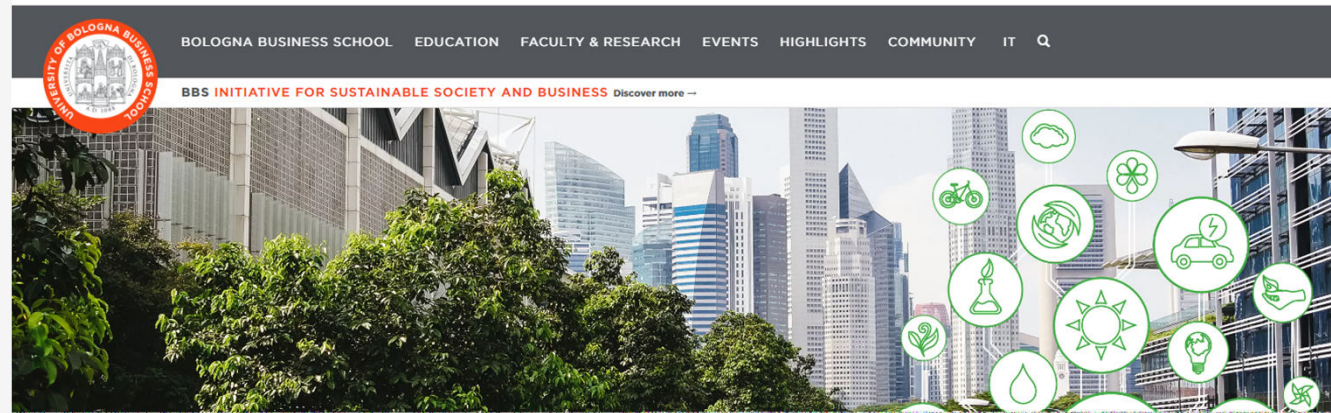 BOLOGNA BUSINESS SCHOOL EDUCATION FACULTY & RESEARCH EVENTS HIGHLIGHTS COMMUNITY IT
UNIVERSITY OF BOLOGNA BUSINESS SCHOOL
A.D. 1088
BBS INITIATIVE FOR SUSTAINABLE SOCIETY AND BUSINESS Discover more →